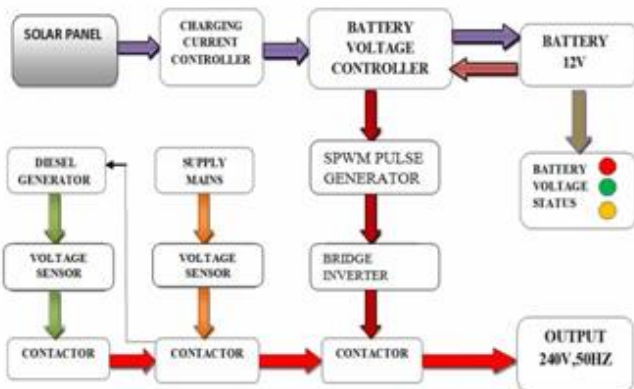 SOLAR PANEL
CHARGING
CURRENT
CONTROLLER
BATTERY
VOLTAGE
CONTROLLER
BATTERY
12V
DIESEL
GENERATOR
SUPPLY
MAINS
SPWM PULSE
GENERATOR
BATTERY
VOLTAGE
STATUS
VOLTAGE
SENSOR
VOLTAGE
SENSOR
BRIDGE
INVERTER
CONTACTOR
CONTACTOR
CONTACTOR
OUTPUT
240V,50HZ